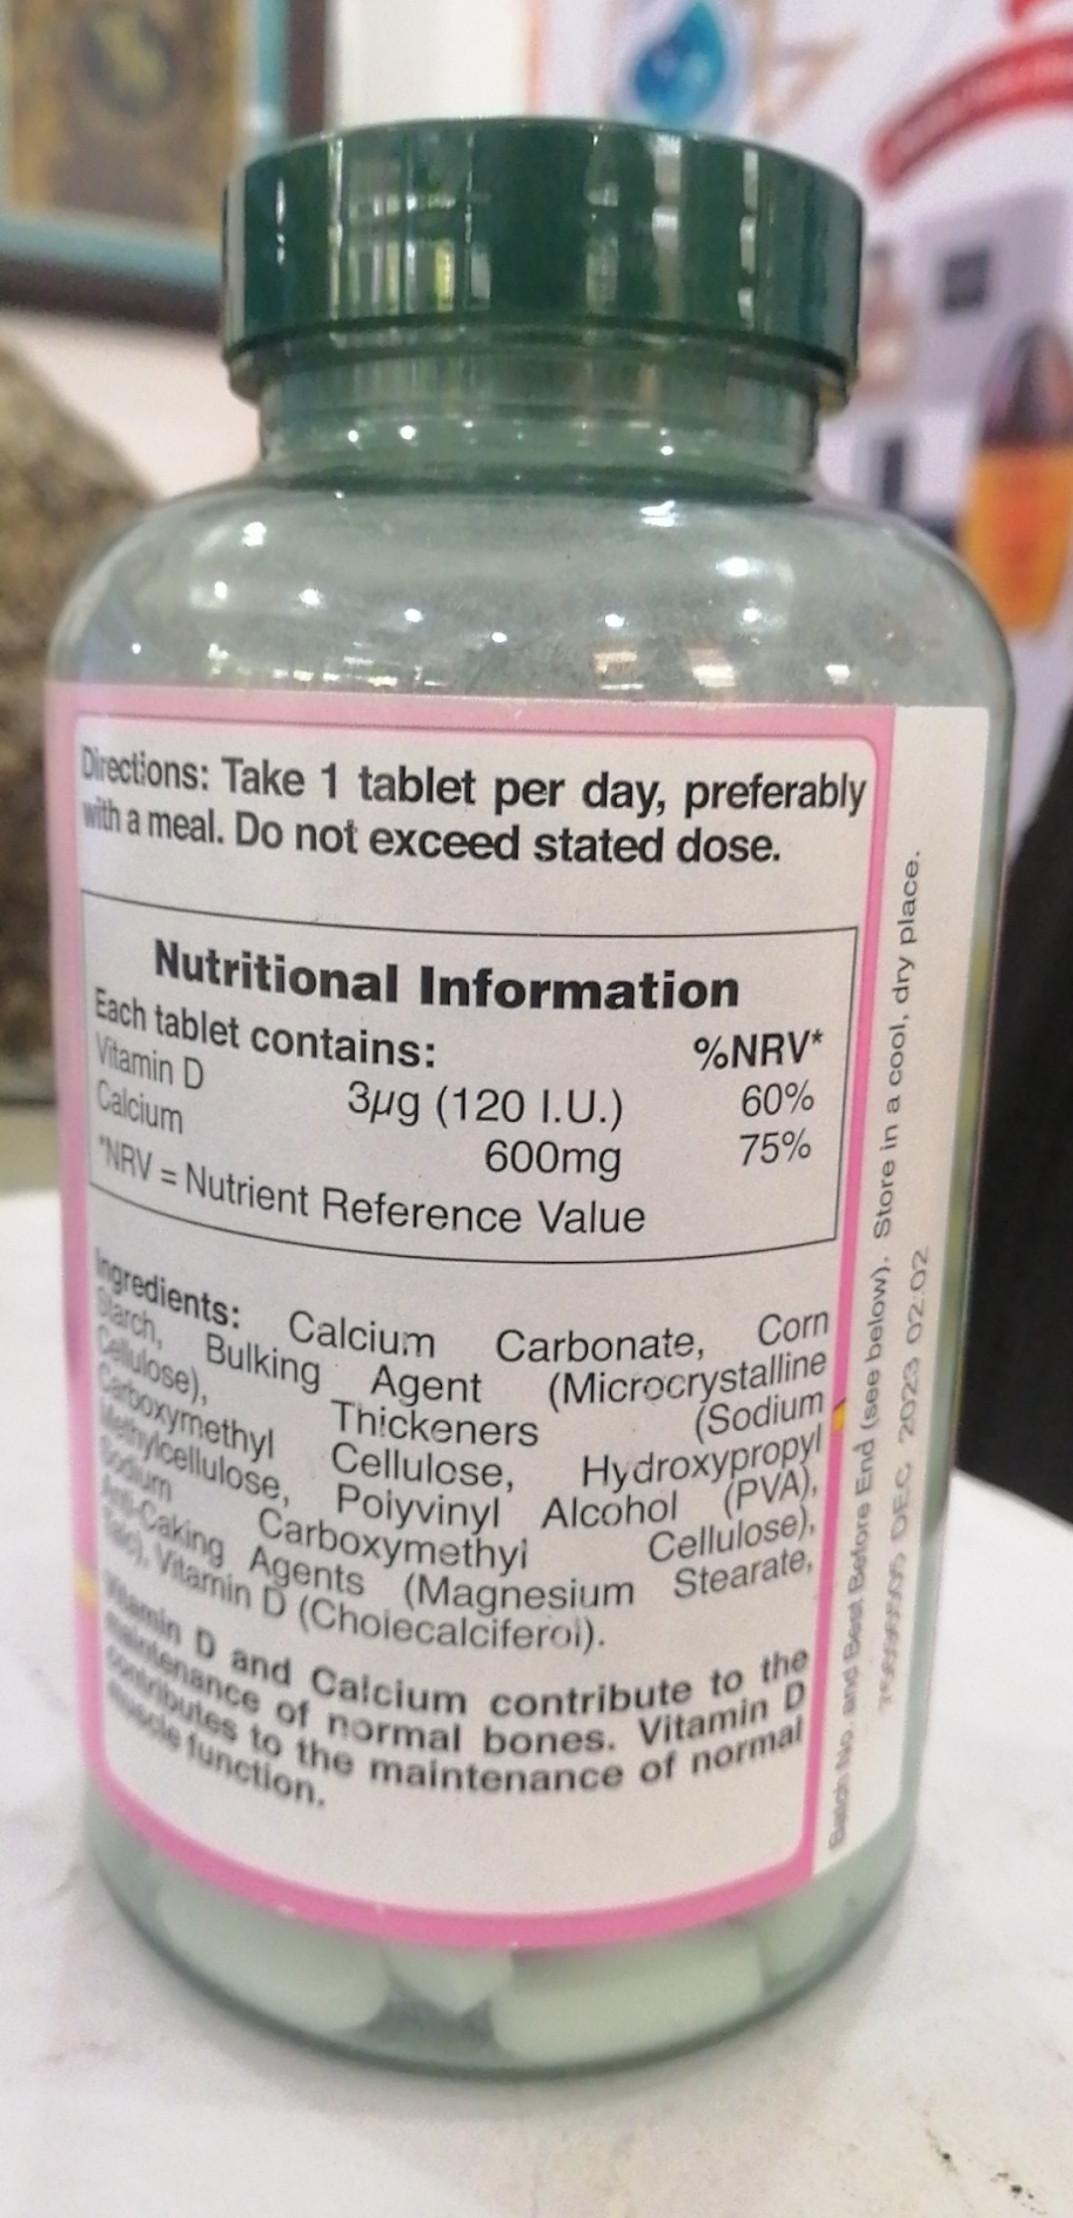 Directions: Take 1 tablet per day, preferably
with a meal. Do not exceed stated dose.
Nutritional Information
Each tablet contains: %NRV*
Vitamin D 3µg (120 I.U.) 60%
Calcium 600mg 75%
*NRV = Nutrient Reference Value
Ingredients: Calcium Carbonate, Corn
Starch, Bulking Agent (Microcrystalline
Cellulose), Thickeners (Sodium
Carboxymethyl Cellulose, Hydroxypropyl
Methylcellulose, Polyvinyl Alcohol (PVA),
Sodium Carboxymethyl Cellulose),
Anti-Caking Agents (Magnesium Stearate,
Talc), Vitamin D (Cholecalciferol).
Vitamin D and Calcium contribute to the
maintenance of normal bones. Vitamin D
contributes to the maintenance of normal
muscle function.
Batch No. and Best Before End (see below). Store in a cool, dry place.
DEC 2023 02:02